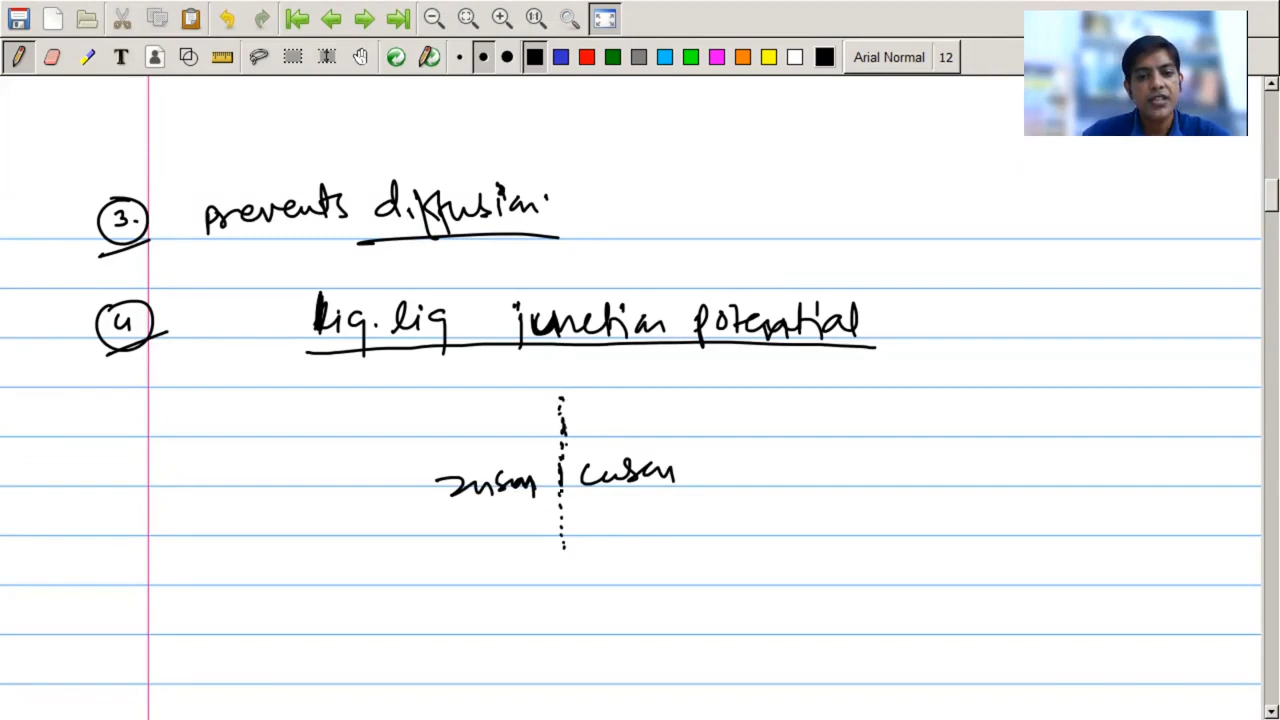 Arial Normal 12
3. prevents diffusion.
4 Liq. liq junction potential
ZnSO4 CuSO4